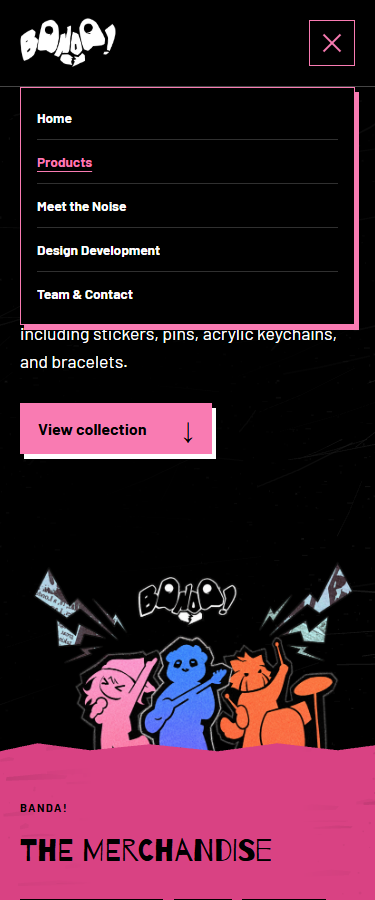 BANDA!
Home
Products
Meet the Noise
Design Development
Team & Contact
including stickers, pins, acrylic keychains,
and bracelets.
View collection ↓
BANDA!
BANDA!
THE MERCHANDISE